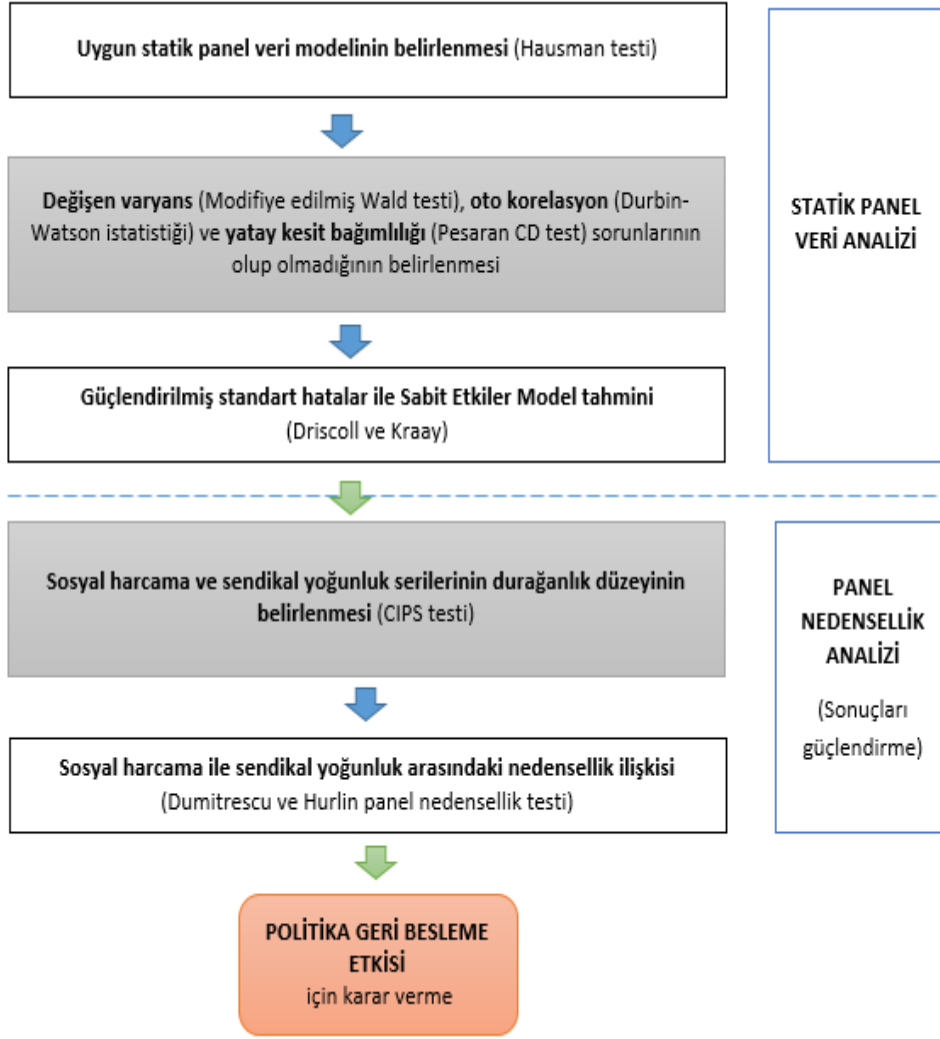 Uygun statik panel veri modelinin belirlenmesi (Hausman testi)
Değişen varyans (Modifiye edilmiş Wald testi), oto korelasyon (Durbin-
Watson istatistiği) ve yatay kesit bağımlılığı (Pesaran CD test) sorunlarının
olup olmadığının belirlenmesi
Güçlendirilmiş standart hatalar ile Sabit Etkiler Model tahmini
(Driscoll ve Kraay)
STATİK PANEL
VERİ ANALİZİ
Sosyal harcama ve sendikal yoğunluk serilerinin durağanlık düzeyinin
belirlenmesi (CIPS testi)
Sosyal harcama ile sendikal yoğunluk arasındaki nedensellik ilişkisi
(Dumitrescu ve Hurlin panel nedensellik testi)
PANEL
NEDENSELLİK
ANALİZİ
(Sonuçları
güçlendirme)
POLİTİKA GERİ BESLEME
ETKİSİ
için karar verme